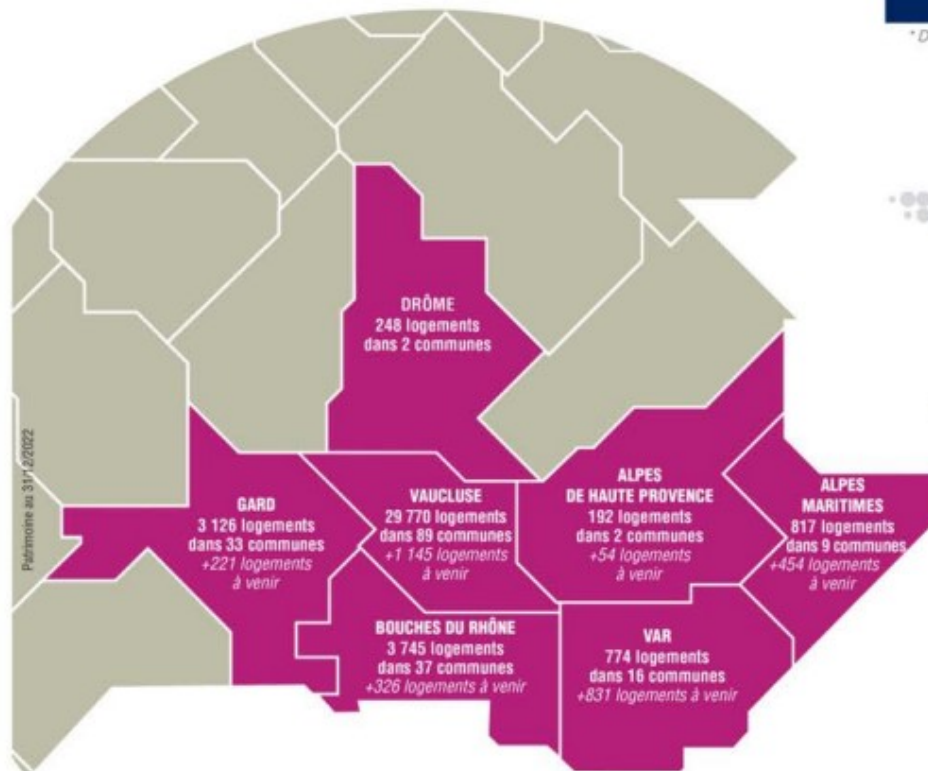 * D
DRÔME
248 logements
dans 2 communes
Patrimoine au 31/12/2022
GARD
3 126 logements
dans 33 communes
+221 logements
à venir
VAUCLUSE
29 770 logements
dans 89 communes
+1 145 logements
à venir
ALPES
DE HAUTE PROVENCE
192 logements
dans 2 communes
+54 logements
à venir
ALPES
MARITIMES
817 logements
dans 9 communes
+454 logements
à venir
BOUCHES DU RHÔNE
3 745 logements
dans 37 communes
+326 logements à venir
VAR
774 logements
dans 16 communes
+831 logements à venir